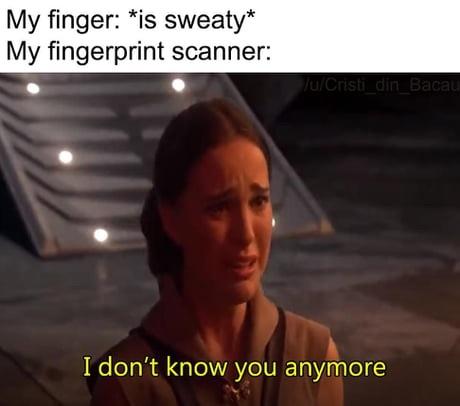 My finger: *is sweaty*
My fingerprint scanner:
/u/Cristi_din_Bacau
I don't know you anymore